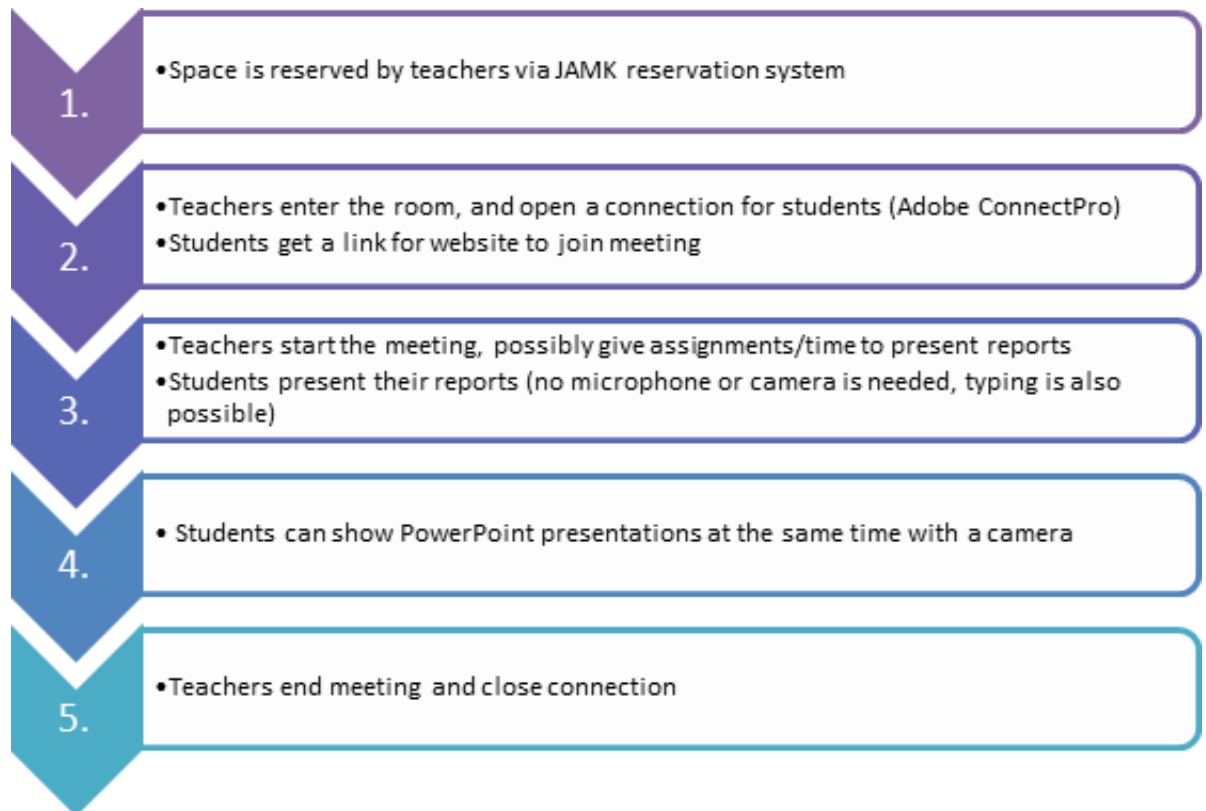 1.
•Space is reserved by teachers via JAMK reservation system
2.
•Teachers enter the room, and open a connection for students (Adobe ConnectPro)
•Students get a link for website to join meeting
3.
•Teachers start the meeting, possibly give assignments/time to present reports
•Students present their reports (no microphone or camera is needed, typing is also
possible)
4.
• Students can show PowerPoint presentations at the same time with a camera
5.
•Teachers end meeting and close connection